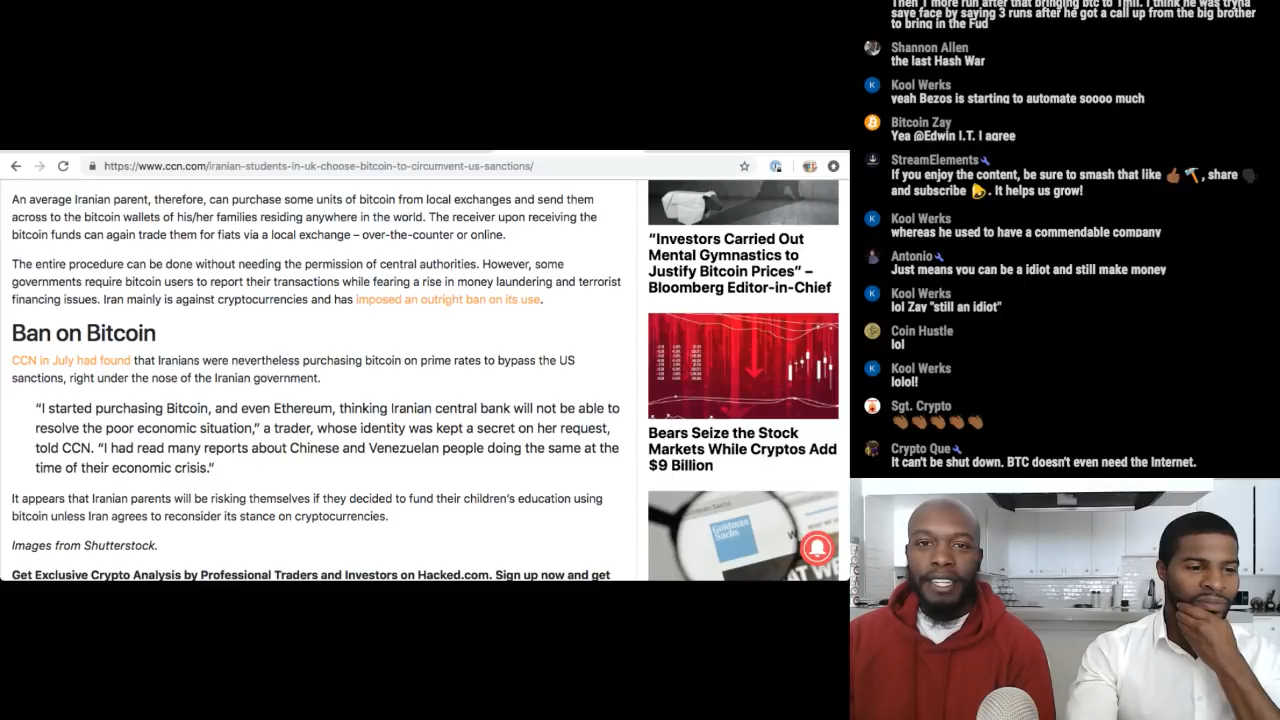 https://www.ccn.com/iranian-students-in-uk-choose-bitcoin-to-circumvent-us-sanctions/
An average Iranian parent, therefore, can purchase some units of bitcoin from local exchanges and send them
across to the bitcoin wallets of his/her families residing anywhere in the world. The receiver upon receiving the
bitcoin funds can again trade them for fiats via a local exchange – over-the-counter or online.
The entire procedure can be done without needing the permission of central authorities. However, some
governments require bitcoin users to report their transactions while fearing a rise in money laundering and terrorist
financing issues. Iran mainly is against cryptocurrencies and has imposed an outright ban on its use.
Ban on Bitcoin
CCN in July had found that Iranians were nevertheless purchasing bitcoin on prime rates to bypass the US
sanctions, right under the nose of the Iranian government.
“I started purchasing Bitcoin, and even Ethereum, thinking Iranian central bank will not be able to
resolve the poor economic situation,” a trader, whose identity was kept a secret on her request,
told CCN. “I had read many reports about Chinese and Venezuelan people doing the same at the
time of their economic crisis.”
It appears that Iranian parents will be risking themselves if they decided to fund their children’s education using
bitcoin unless Iran agrees to reconsider its stance on cryptocurrencies.
Images from Shutterstock.
Get Exclusive Crypto Analysis by Professional Traders and Investors on Hacked.com. Sign up now and get
“Investors Carried Out
Mental Gymnastics to
Justify Bitcoin Prices” –
Bloomberg Editor-in-Chief
Bears Seize the Stock
Markets While Cryptos Add
$9 Billion
Goldman
Sachs
Then 1 more run after that bringing btc to 1mil. I think he was tryna
save face by saying 3 runs after he got a call up from the big brother
to bring in the Fud
Shannon Allen
the last Hash War
K
Kool Werks
yeah Bezos is starting to automate soooo much
Bitcoin Zay
Yea @Edwin I.T. I agree
StreamElements
If you enjoy the content, be sure to smash that like 👍🏾 🔨, share 🗣
and subscribe 🔔. It helps us grow!
K
Kool Werks
whereas he used to have a commendable company
Antonio
Just means you can be a idiot and still make money
K
Kool Werks
lol Zay "still an idiot"
Coin Hustle
lol
K
Kool Werks
lolol!
Sgt. Crypto
👏🏾👏🏾👏🏾👏🏾👏🏾
Crypto Que
It can't be shut down. BTC doesn't even need the Internet.